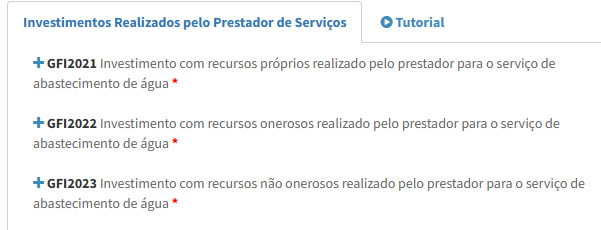 Investimentos Realizados pelo Prestador de Serviços
Tutorial
GFI2021 Investimento com recursos próprios realizado pelo prestador para o serviço de
abastecimento de água *
GFI2022 Investimento com recursos onerosos realizado pelo prestador para o serviço de
abastecimento de água *
GFI2023 Investimento com recursos não onerosos realizado pelo prestador para o serviço de
abastecimento de água *